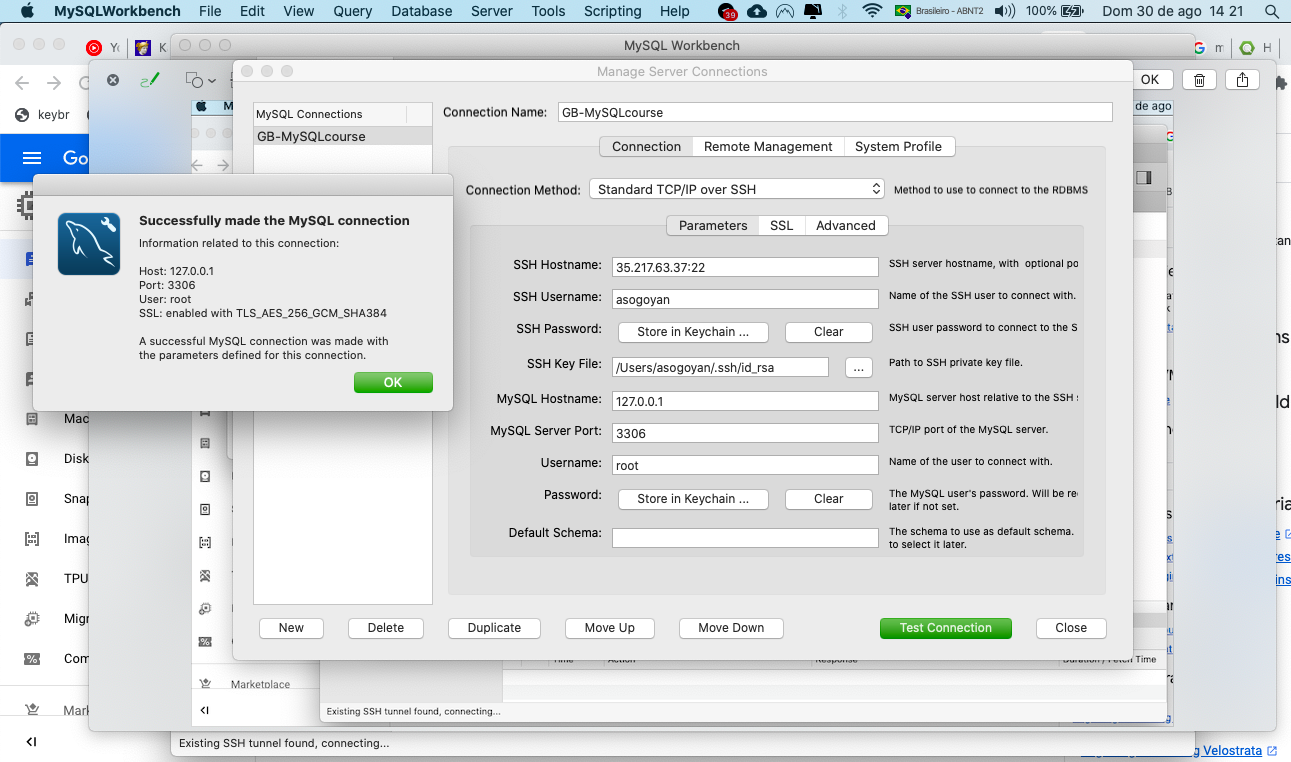 MySQLWorkbench File Edit View Query Database Server Tools Scripting Help
39
Brasileiro - ABNT2
100%
Dom 30 de ago 14 21
MySQL Workbench
K
m
H
Manage Server Connections
OK
keybr
de ago
Go
MySQL Connections
GB-MySQLcourse
Connection Name: GB-MySQLcourse
Connection Remote Management System Profile
Connection Method: Standard TCP/IP over SSH Method to use to connect to the RDBMS
Parameters SSL Advanced
SSH Hostname: 35.217.63.37:22 SSH server hostname, with optional po
SSH Username: asogoyan Name of the SSH user to connect with.
SSH Password: Store in Keychain ... Clear SSH user password to connect to the S
SSH Key File: /Users/asogoyan/.ssh/id_rsa ... Path to SSH private key file.
MySQL Hostname: 127.0.0.1 MySQL server host relative to the SSH s
MySQL Server Port: 3306 TCP/IP port of the MySQL server.
Username: root Name of the user to connect with.
Password: Store in Keychain ... Clear The MySQL user's password. Will be re
later if not set.
Default Schema: The schema to use as default schema.
to select it later.
New Delete Duplicate Move Up Move Down Test Connection Close
Successfully made the MySQL connection
Information related to this connection:
Host: 127.0.0.1
Port: 3306
User: root
SSL: enabled with TLS_AES_256_GCM_SHA384
A successful MySQL connection was made with
the parameters defined for this connection.
OK
Mac
Disk
Snap
Imag
TPU
Migr
Com
Mark
Marketplace
Time Action Response Duration / Fetch Time
Existing SSH tunnel found, connecting...
Existing SSH tunnel found, connecting...
g Velostrata